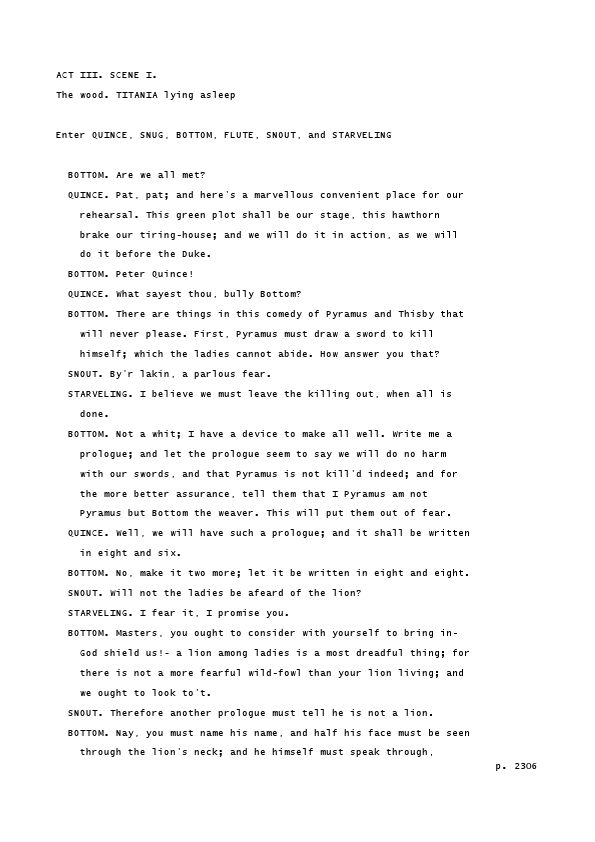 ACT III. SCENE I.
The wood. TITANIA lying asleep
Enter QUINCE, SNUG, BOTTOM, FLUTE, SNOUT, and STARVELING
BOTTOM. Are we all met?
QUINCE. Pat, pat; and here's a marvellous convenient place for our
rehearsal. This green plot shall be our stage, this hawthorn
brake our tiring-house; and we will do it in action, as we will
do it before the Duke.
BOTTOM. Peter Quince!
QUINCE. What sayest thou, bully Bottom?
BOTTOM. There are things in this comedy of Pyramus and Thisby that
will never please. First, Pyramus must draw a sword to kill
himself; which the ladies cannot abide. How answer you that?
SNOUT. By'r lakin, a parlous fear.
STARVELING. I believe we must leave the killing out, when all is
done.
BOTTOM. Not a whit; I have a device to make all well. Write me a
prologue; and let the prologue seem to say we will do no harm
with our swords, and that Pyramus is not kill'd indeed; and for
the more better assurance, tell them that I Pyramus am not
Pyramus but Bottom the weaver. This will put them out of fear.
QUINCE. Well, we will have such a prologue; and it shall be written
in eight and six.
BOTTOM. No, make it two more; let it be written in eight and eight.
SNOUT. Will not the ladies be afeard of the lion?
STARVELING. I fear it, I promise you.
BOTTOM. Masters, you ought to consider with yourself to bring in-
God shield us!- a lion among ladies is a most dreadful thing; for
there is not a more fearful wild-fowl than your lion living; and
we ought to look to't.
SNOUT. Therefore another prologue must tell he is not a lion.
BOTTOM. Nay, you must name his name, and half his face must be seen
through the lion's neck; and he himself must speak through,
p. 2306